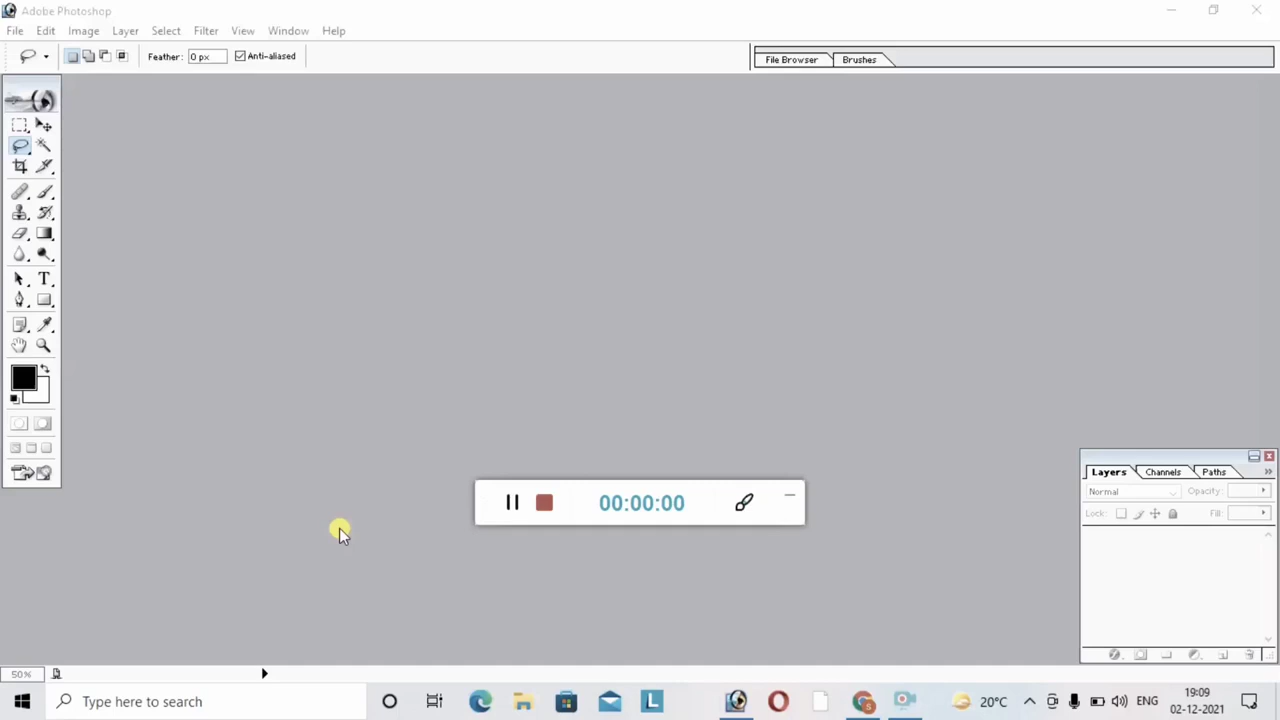 Adobe Photoshop
File Edit Image Layer Select Filter View Window Help
Feather: 0 px Anti-aliased File Browser Brushes
T
Layers Channels Paths
Normal Opacity:
Lock: Fill:
00:00:00
50%
Type here to search
L
S
20°C ENG
19:09
02-12-2021